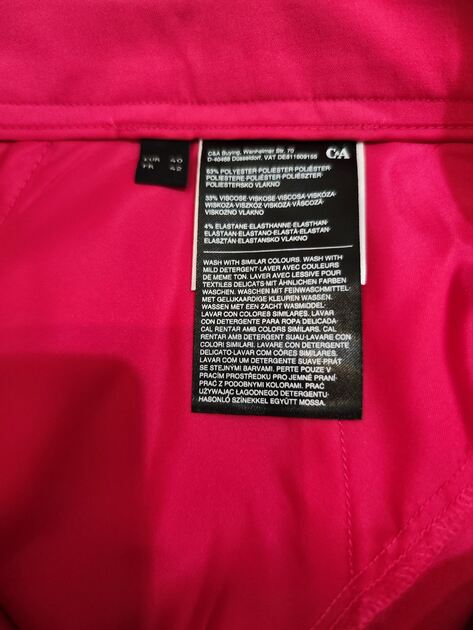 EUR 40
FR 42
C&A Buying, Wanheimer Str. 70
D-40468 Düsseldorf, VAT DE811609155
C&A
63% POLYESTER·POLIESTER·POLIÉSTER·
POLIESTERE·POLIÈSTER·POLIÉSZTER
POLIESTERSKO VLAKNO
33% VISCOSE·VISKOSE·VISCOSA·VISKÓZA·
WISKOZA·VISZKÓZ·VISKOZA·VÂSCOZĂ
VISKOZNO VLAKNO
4% ELASTANE·ELASTHANNE·ELASTHAN·
ELASTAAN·ELASTANO·ELASTÀ·ELASTAN·
ELASZTÁN·ELASTANSKO VLAKNO
WASH WITH SIMILAR COLOURS. WASH WITH
MILD DETERGENT·LAVER AVEC COULEURS
DE MEME TON. LAVER AVEC LESSIVE POUR
TEXTILES DELICATS·MIT ÄHNLICHEN FARBEN
WASCHEN. WASCHEN MIT FEINWASCHMITTEL·
MET GELIJKAARDIGE KLEUREN WASSEN.
WASSEN MET EEN ZACHT WASMIDDEL·
LAVAR CON COLORES SIMILARES. LAVAR
CON DETERGENTE PARA ROPA DELICADA·
CAL RENTAR AMB COLORS SIMILARS. CAL
RENTAR AMB DETERGENT SUAU·LAVARE CON
COLORI SIMILARI. LAVARE CON DETERGENTE
DELICATO·LAVAR COM CORES SIMILARES.
LAVAR COM UM DETERGENTE SUAVE·PRÁT
SE STEJNÝMI BARVAMI. PERTE POUZE V
PRACÍM PROSTŘEDKU PRO JEMNÉ PRANÍ·
PRAĆ Z PODOBNYMI KOLORAMI. PRAĆ
UŻYWAJĄC ŁAGODNEGO DETERGENTU·
HASONLÓ SZÍNEKKEL EGYÜTT MOSSA.